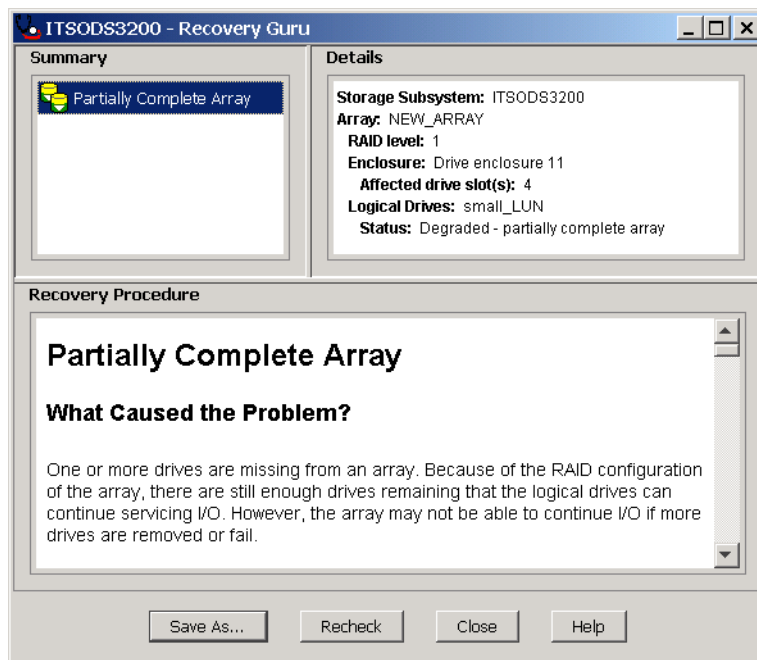 ITSODS3200 - Recovery Guru
Summary
Partially Complete Array
Details
Storage Subsystem: ITSODS3200
Array: NEW_ARRAY
RAID level: 1
Enclosure: Drive enclosure 11
Affected drive slot(s): 4
Logical Drives: small_LUN
Status: Degraded - partially complete array
Recovery Procedure
Partially Complete Array
What Caused the Problem?
One or more drives are missing from an array. Because of the RAID configuration
of the array, there are still enough drives remaining that the logical drives can
continue servicing I/O. However, the array may not be able to continue I/O if more
drives are removed or fail.
Save As...
Recheck
Close
Help